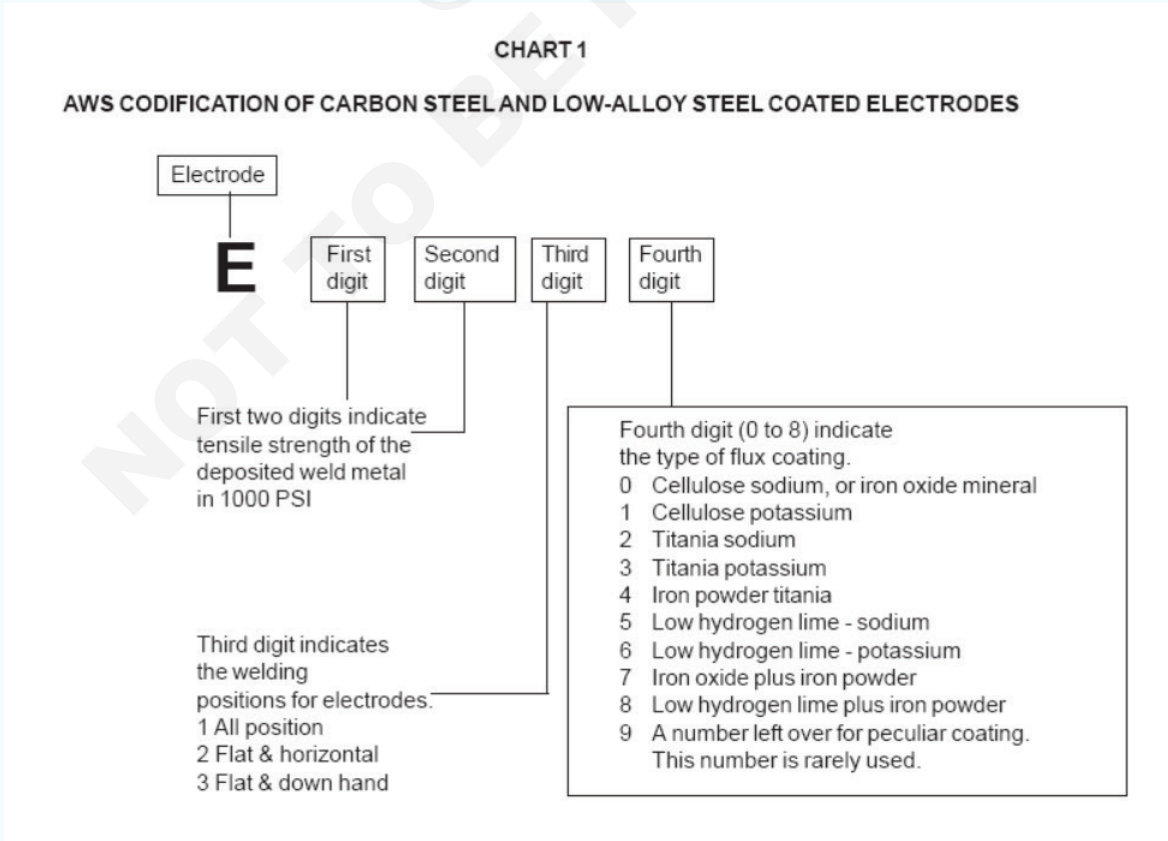 CHART 1
AWS CODIFICATION OF CARBON STEEL AND LOW-ALLOY STEEL COATED ELECTRODES
Electrode
E
First
digit
Second
digit
Third
digit
Fourth
digit
First two digits indicate
tensile strength of the
deposited weld metal
in 1000 PSI
Third digit indicates
the welding
positions for electrodes.
1 All position
2 Flat & horizontal
3 Flat & down hand
Fourth digit (0 to 8) indicate
the type of flux coating.
0 Cellulose sodium, or iron oxide mineral
1 Cellulose potassium
2 Titania sodium
3 Titania potassium
4 Iron powder titania
5 Low hydrogen lime - sodium
6 Low hydrogen lime - potassium
7 Iron oxide plus iron powder
8 Low hydrogen lime plus iron powder
9 A number left over for peculiar coating.
This number is rarely used.
NOT TO BE